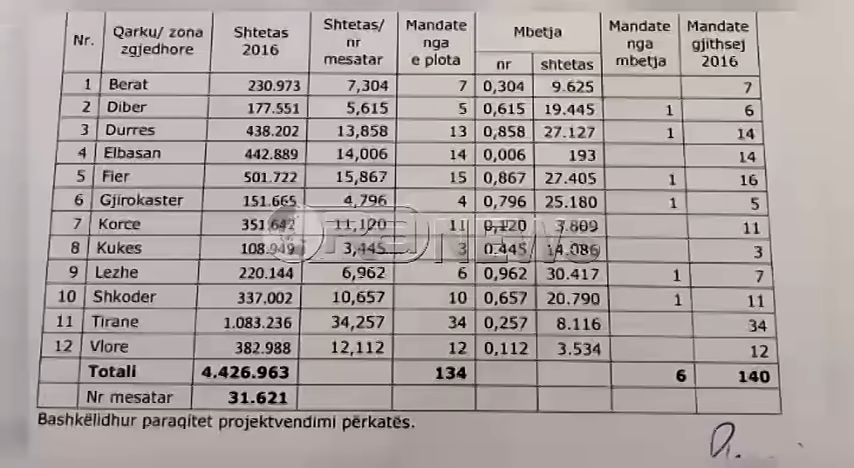 Nr. Qarku/ zona zgjedhore Shtetas 2016 Shtetas/ nr mesatar Mandate nga e plota Mbetja nr shtetas Mandate nga mbetja Mandate gjithsej 2016
1 Berat 230.973 7,304 7 0,304 9.625 7
2 Diber 177.551 5,615 5 0,615 19.445 1 6
3 Durres 438.202 13,858 13 0,858 27.127 1 14
4 Elbasan 442.889 14,006 14 0,006 193 14
5 Fier 501.722 15,867 15 0,867 27.405 1 16
6 Gjirokaster 151.665 4,796 4 0,796 25.180 1 5
7 Korce 351.642 11,120 11 0,120 3.809 11
8 Kukes 108.949 3,445 3 0,445 14.086 3
9 Lezhe 220.144 6,962 6 0,962 30.417 1 7
10 Shkoder 337.002 10,657 10 0,657 20.790 1 11
11 Tirane 1.083.236 34,257 34 0,257 8.116 34
12 Vlore 382.988 12,112 12 0,112 3.534 12
Totali 4.426.963 134 6 140
Nr mesatar 31.621
Bashkëlidhur paraqitet projektvendimi përkatës.